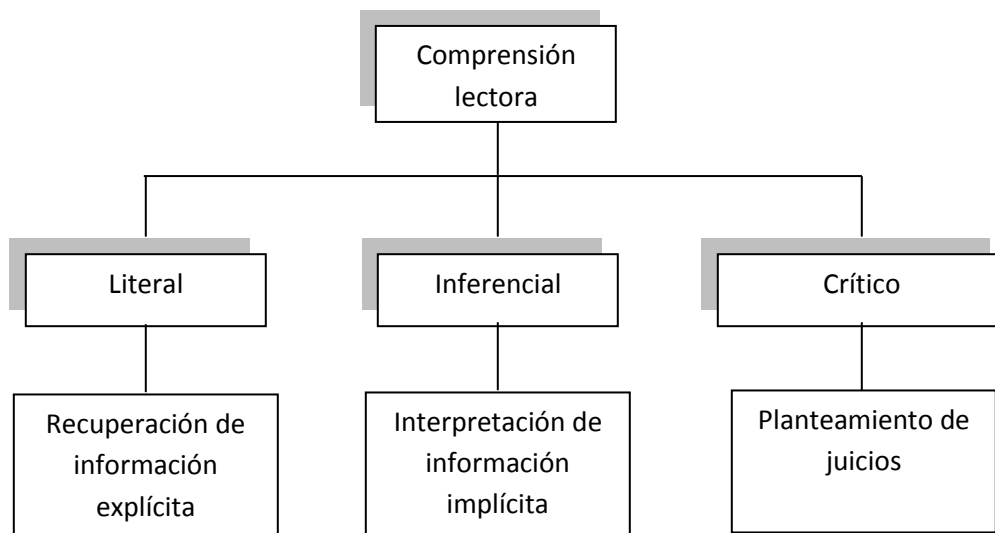 Comprensión
lectora
Literal
Inferencial
Crítico
Recuperación de
información
explícita
Interpretación de
información
implícita
Planteamiento de
juicios